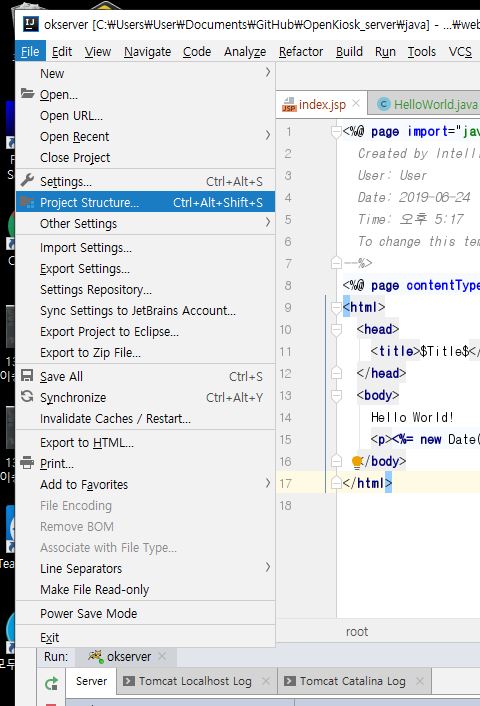 IJ okserver [C:￦Users￦User￦Documents￦GitHub￦OpenKiosk_server￦java] - ...￦web
File Edit View Navigate Code Analyze Refactor Build Run Tools VCS
New
Open...
Open URL...
Open Recent
Close Project
Settings... Ctrl+Alt+S
Project Structure... Ctrl+Alt+Shift+S
Other Settings
Import Settings...
Export Settings...
Settings Repository...
Sync Settings to JetBrains Account...
Export Project to Eclipse...
Export to Zip File...
Save All Ctrl+S
Synchronize Ctrl+Alt+Y
Invalidate Caches / Restart...
Export to HTML...
Print...
Add to Favorites
File Encoding
Remove BOM
Associate with File Type...
Line Separators
Make File Read-only
Power Save Mode
Exit
JSP index.jsp C HelloWorld.java
1 <%@ page import="jav
2 Created by Intelli
3 User: User
4 Date: 2019-06-24
5 Time: 오후 5:17
6 To change this tem
7 --%>
8 <%@ page contentType
9 <html>
10 <head>
11 <title>$Title$</
12 </head>
13 <body>
14 Hello World!
15 <p><%= new Date(
16 </body>
17 </html>
18
root
Run: okserver
Server Tomcat Localhost Log Tomcat Catalina Log